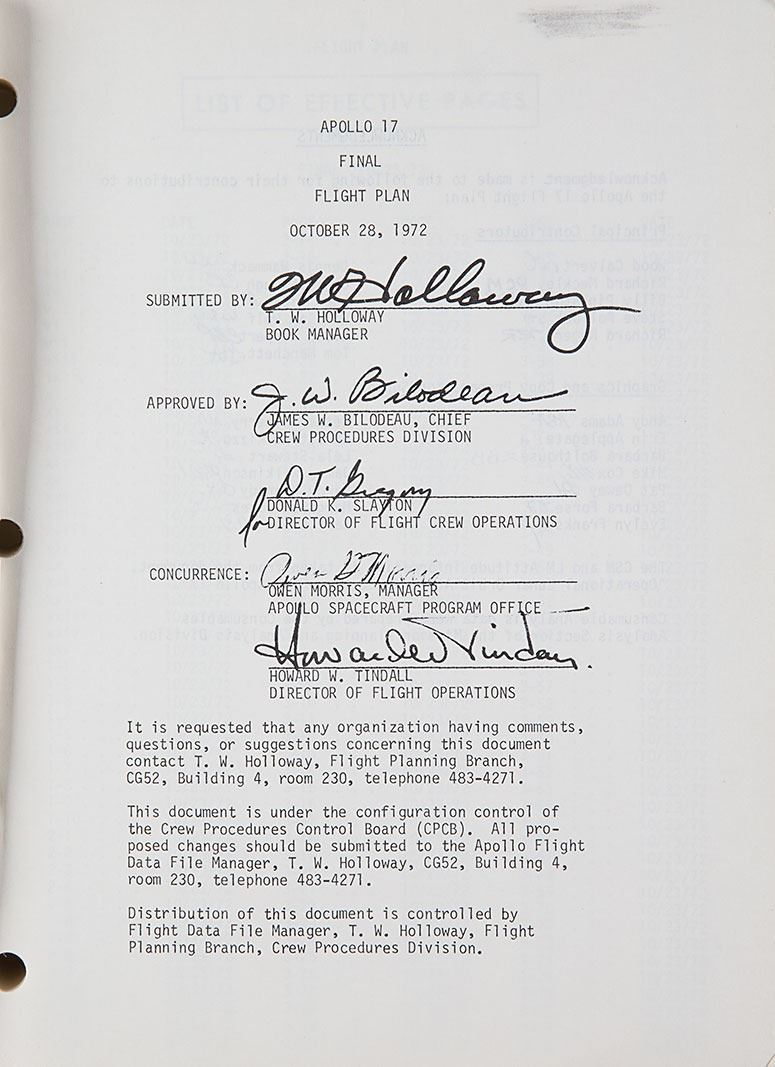 APOLLO 17
FINAL
FLIGHT PLAN
OCTOBER 28, 1972
SUBMITTED BY: TWHolloway
T. W. HOLLOWAY
BOOK MANAGER
APPROVED BY: J. W. Bilodeau
JAMES W. BILODEAU, CHIEF
CREW PROCEDURES DIVISION
D. T. Gregory
DONALD K. SLAYTON
for DIRECTOR OF FLIGHT CREW OPERATIONS
CONCURRENCE: Owen G Morris
OWEN MORRIS, MANAGER
APOLLO SPACECRAFT PROGRAM OFFICE
Howard W Tindall
HOWARD W. TINDALL
DIRECTOR OF FLIGHT OPERATIONS
It is requested that any organization having comments,
questions, or suggestions concerning this document
contact T. W. Holloway, Flight Planning Branch,
CG52, Building 4, room 230, telephone 483-4271.
This document is under the configuration control of
the Crew Procedures Control Board (CPCB). All pro-
posed changes should be submitted to the Apollo Flight
Data File Manager, T. W. Holloway, CG52, Building 4,
room 230, telephone 483-4271.
Distribution of this document is controlled by
Flight Data File Manager, T. W. Holloway, Flight
Planning Branch, Crew Procedures Division.